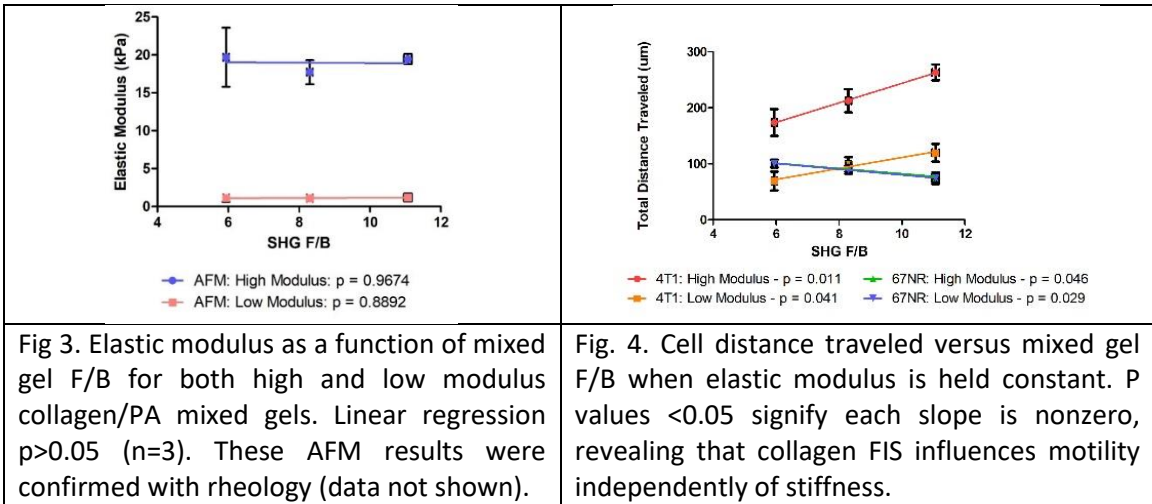 25
20
15
10
5
0
Elastic Modulus (kPa)
4 6 8 10 12
SHG F/B
AFM: High Modulus: p = 0.9674
AFM: Low Modulus: p = 0.8892
300
200
100
0
Total Distance Traveled (um)
4 6 8 10 12
SHG F/B
4T1: High Modulus - p = 0.011
67NR: High Modulus - p = 0.046
4T1: Low Modulus - p = 0.041
67NR: Low Modulus - p = 0.029
Fig 3. Elastic modulus as a function of mixed
gel F/B for both high and low modulus
collagen/PA mixed gels. Linear regression
p>0.05 (n=3). These AFM results were
confirmed with rheology (data not shown).
Fig. 4. Cell distance traveled versus mixed gel
F/B when elastic modulus is held constant. P
values <0.05 signify each slope is nonzero,
revealing that collagen FIS influences motility
independently of stiffness.